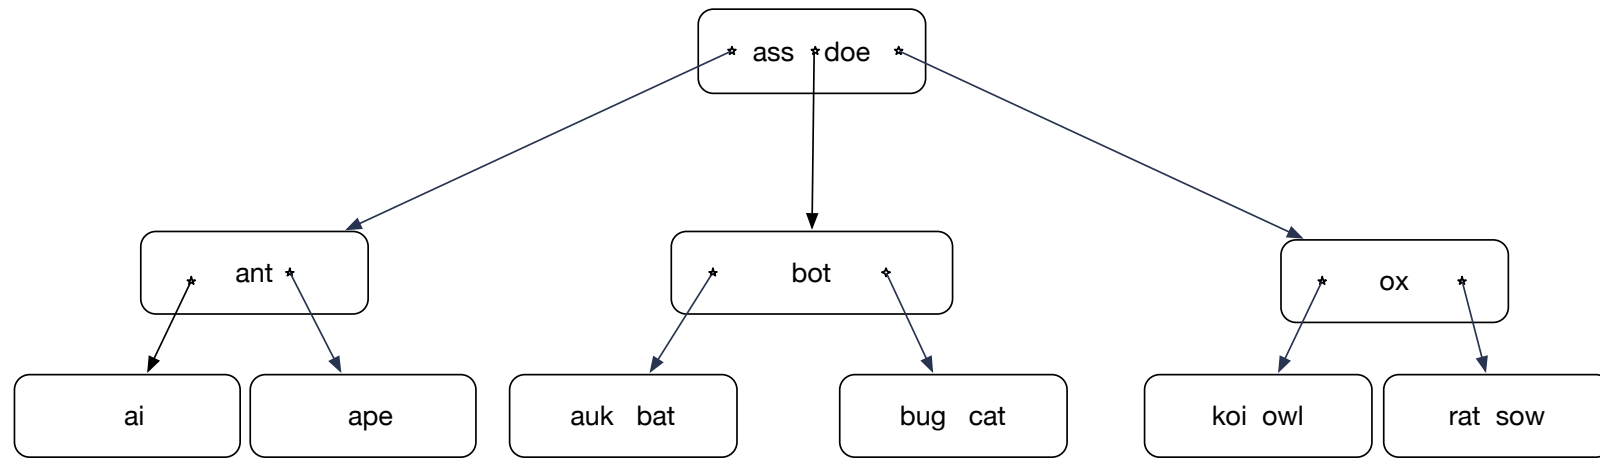 ass doe
ant bot ox
ai ape auk bat bug cat koi owl rat sow